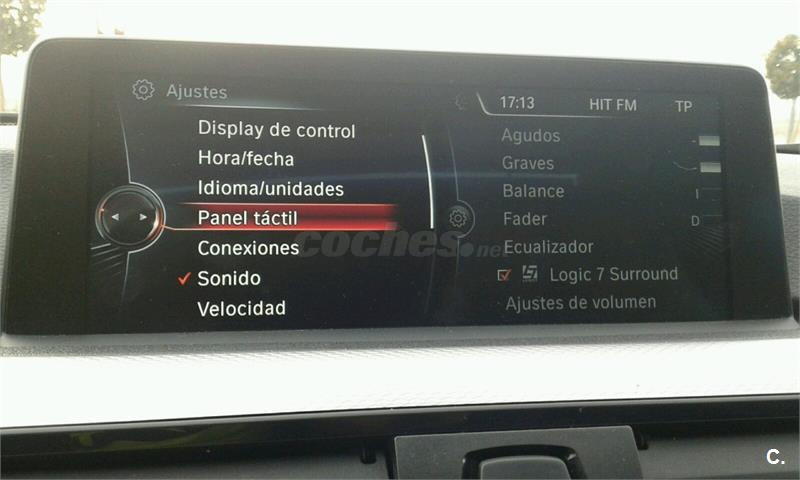 Ajustes
Display de control
Hora/fecha
Idioma/unidades
Panel táctil
Conexiones
Sonido
Velocidad
17:13 HIT FM TP
Agudos
Graves
Balance I
Fader D
Ecualizador
Logic 7 Surround
Ajustes de volumen
coches.net
C.